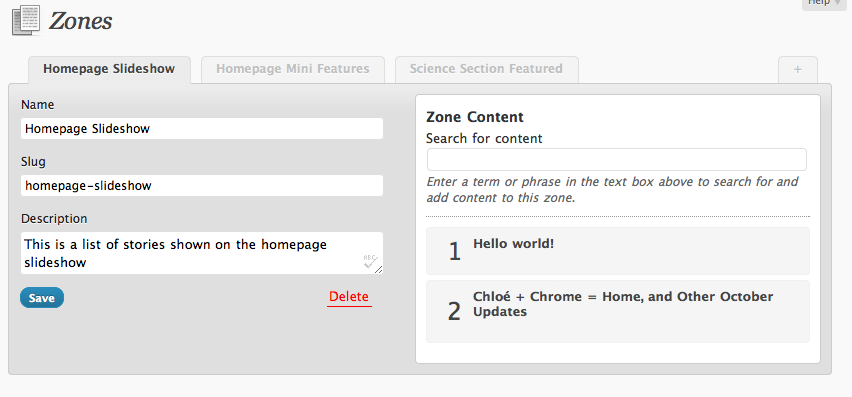 Help
Zones
Homepage Slideshow
Homepage Mini Features
Science Section Featured
+
Name
Homepage Slideshow
Slug
homepage-slideshow
Description
This is a list of stories shown on the homepage
slideshow
ABC
Save
Delete
Zone Content
Search for content
Enter a term or phrase in the text box above to search for and
add content to this zone.
1
Hello world!
2
Chloé + Chrome = Home, and Other October
Updates